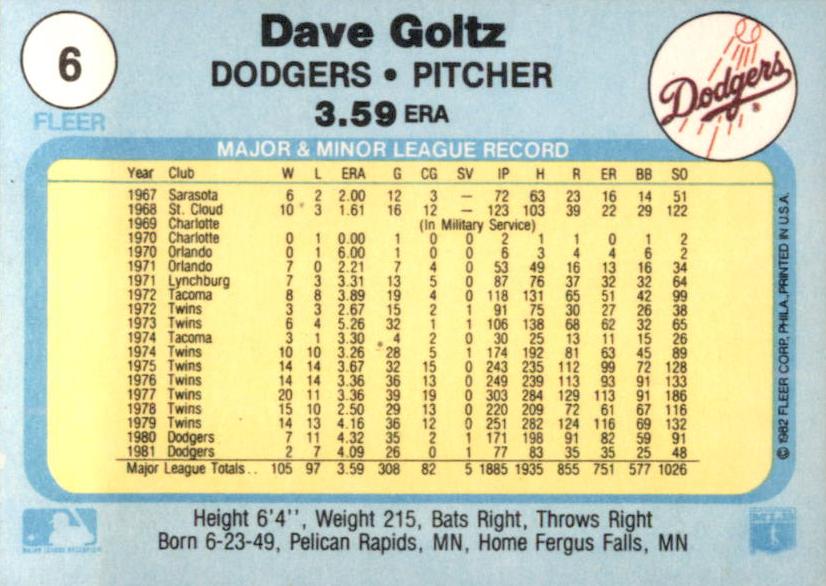 6
FLEER
Dave Goltz
DODGERS • PITCHER
3.59 ERA
Dodgers ®
MAJOR & MINOR LEAGUE RECORD
Year Club W L ERA G CG SV IP H R ER BB SO
1967 Sarasota 6 2 2.00 12 3 — 72 63 23 16 14 51
1968 St. Cloud 10 3 1.61 16 12 — 123 103 39 22 29 122
1969 Charlotte (In Military Service)
1970 Charlotte 0 1 0.00 1 0 0 2 1 1 0 1 2
1970 Orlando 0 1 6.00 1 0 0 6 3 4 4 6 2
1971 Orlando 7 0 2.21 7 4 0 53 49 16 13 16 34
1971 Lynchburg 7 3 3.31 13 5 0 87 76 37 32 32 64
1972 Tacoma 8 8 3.89 19 4 0 118 131 65 51 42 99
1972 Twins 3 3 2.67 15 2 1 91 75 30 27 26 38
1973 Twins 6 4 5.26 32 1 1 106 138 68 62 32 65
1974 Tacoma 3 1 3.30 4 2 0 30 25 13 11 15 26
1974 Twins 10 10 3.26 28 5 1 174 192 81 63 45 89
1975 Twins 14 14 3.67 32 15 0 243 235 112 99 72 128
1976 Twins 14 14 3.36 36 13 0 249 239 113 93 91 133
1977 Twins 20 11 3.36 39 19 0 303 284 129 113 91 186
1978 Twins 15 10 2.50 29 13 0 220 209 72 61 67 116
1979 Twins 14 13 4.16 36 12 0 251 282 124 116 69 132
1980 Dodgers 7 11 4.32 35 2 1 171 198 91 82 59 91
1981 Dodgers 2 7 4.09 26 0 1 77 83 35 35 25 48
Major League Totals.. 105 97 3.59 308 82 5 1885 1935 855 751 577 1026
© 1982 FLEER CORP., PHILA., PRINTED IN U.S.A.
Height 6'4'', Weight 215, Bats Right, Throws Right
Born 6-23-49, Pelican Rapids, MN, Home Fergus Falls, MN